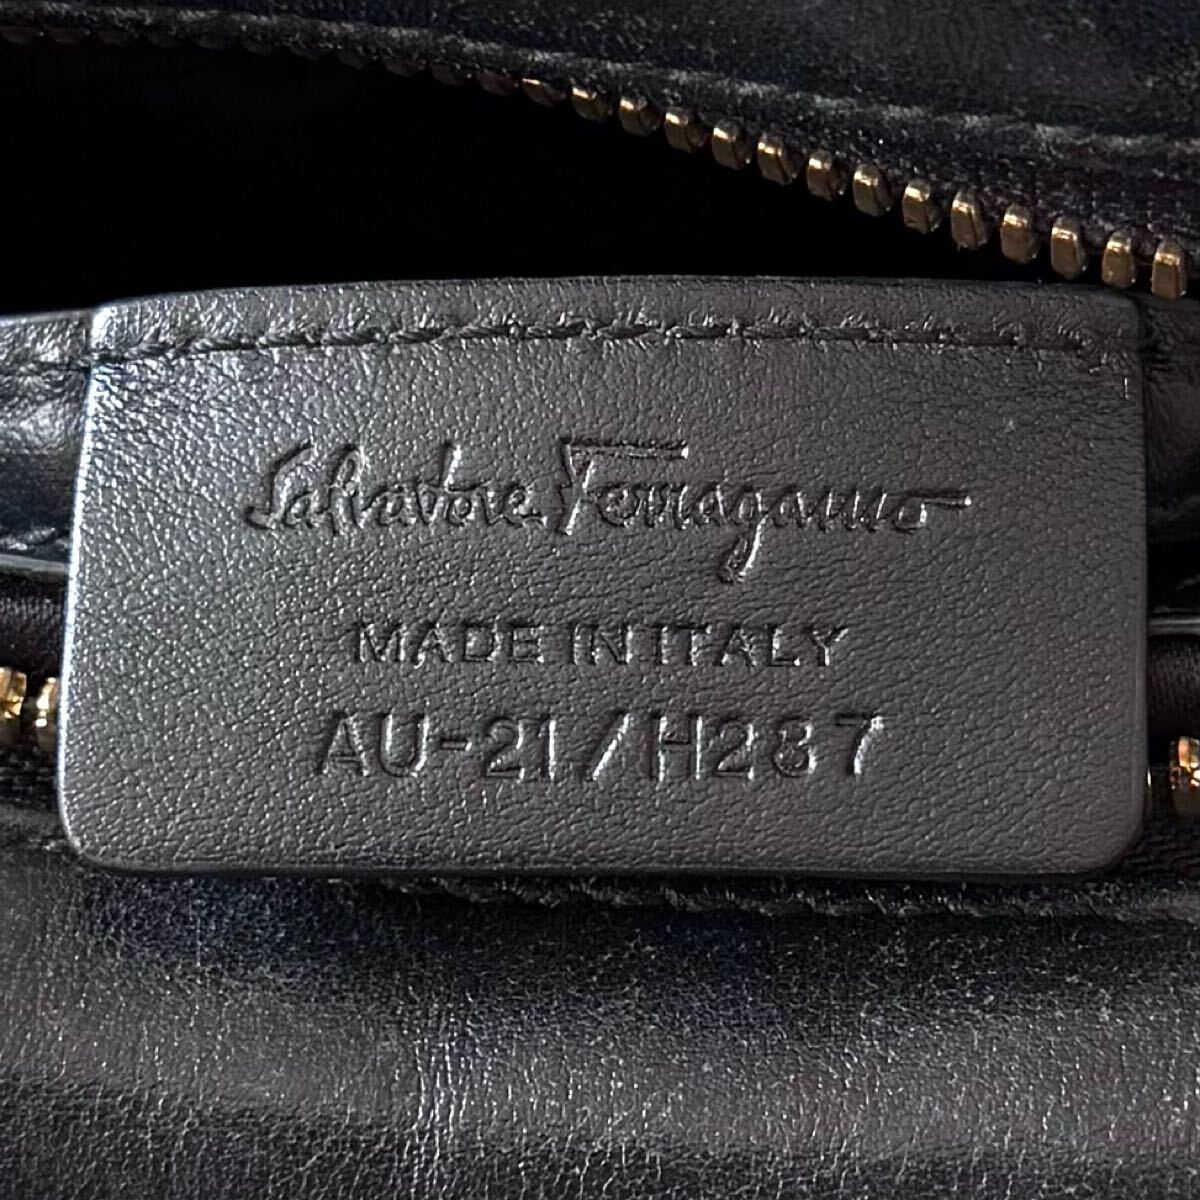 Salvatore Ferragamo
MADE IN ITALY
AU-21/H287